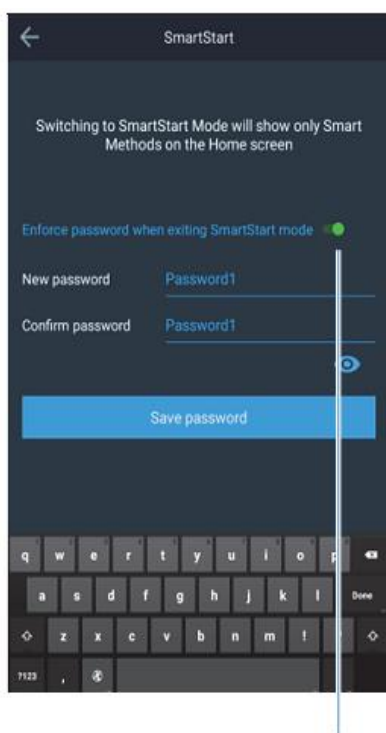 SmartStart
Switching to SmartStart Mode will show only Smart
Methods on the Home screen
Enforce password when exiting SmartStart mode
New password Password1
Confirm password Password1
Save password
q w e r t y u i o p
a s d f g h j k l Done
z x c v b n m !
?123 ,